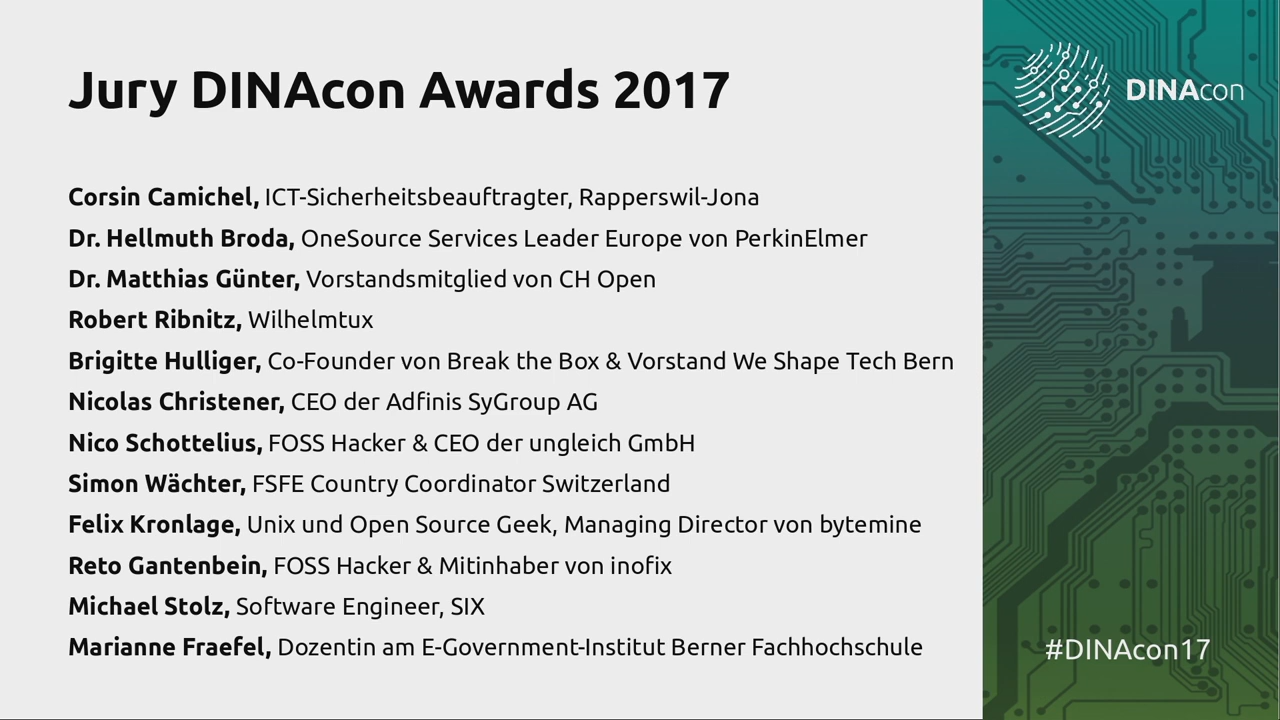 Jury DINAcon Awards 2017
DINAcon
Corsin Camichel, ICT-Sicherheitsbeauftragter, Rapperswil-Jona
Dr. Hellmuth Broda, OneSource Services Leader Europe von PerkinElmer
Dr. Matthias Günter, Vorstandsmitglied von CH Open
Robert Ribnitz, Wilhelmtux
Brigitte Hulliger, Co-Founder von Break the Box & Vorstand We Shape Tech Bern
Nicolas Christener, CEO der Adfinis SyGroup AG
Nico Schottelius, FOSS Hacker & CEO der ungleich GmbH
Simon Wächter, FSFE Country Coordinator Switzerland
Felix Kronlage, Unix und Open Source Geek, Managing Director von bytemine
Reto Gantenbein, FOSS Hacker & Mitinhaber von inofix
Michael Stolz, Software Engineer, SIX
Marianne Fraefel, Dozentin am E-Government-Institut Berner Fachhochschule
#DINAcon17